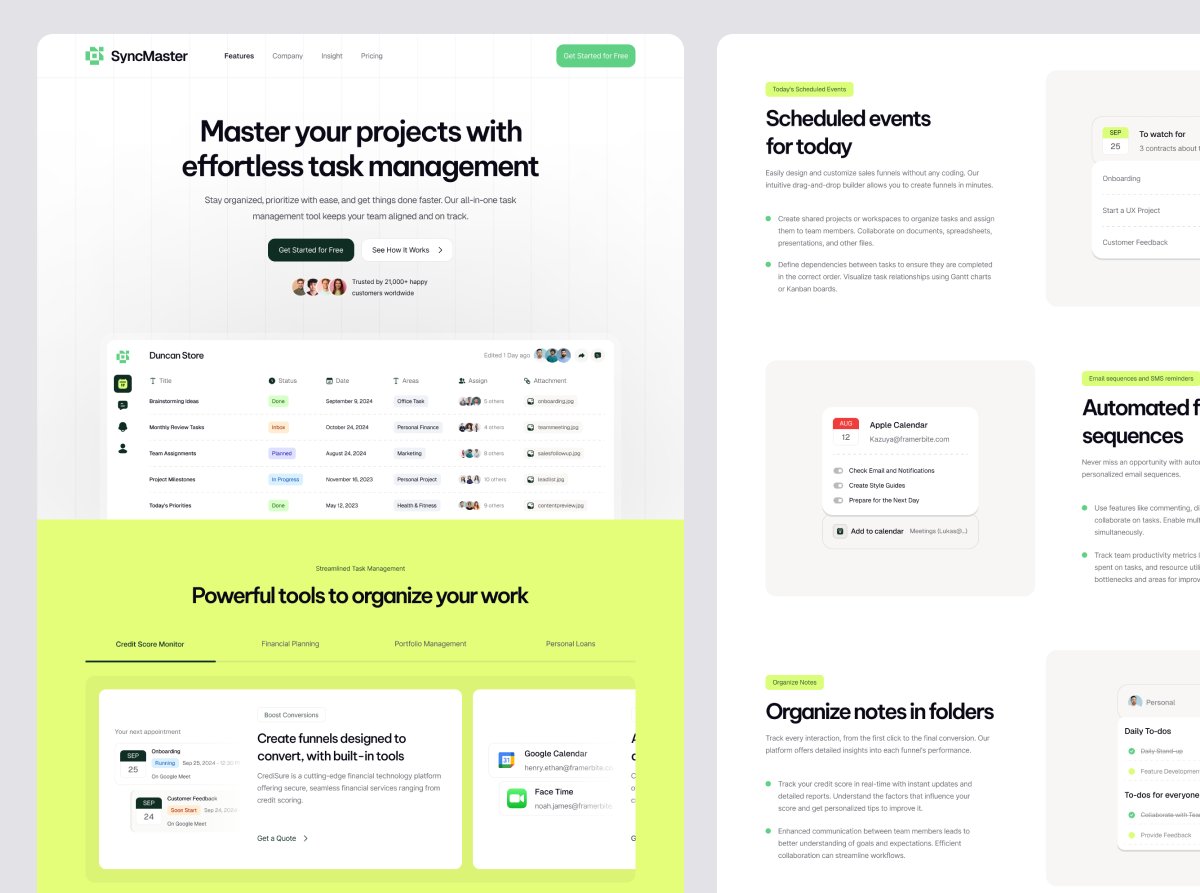 SyncMaster
Features
Company
Insight
Pricing
Get Started for Free
Master your projects with
effortless task management
Stay organized, prioritize with ease, and get things done faster. Our all-in-one task
management tool keeps your team aligned and on track.
Get Started for Free
See How It Works
Trusted by 21,000+ happy
customers worldwide
Duncan Store
Edited 1 Day ago
Title
Status
Date
Areas
Assign
Attachment
Brainstorming Ideas
Done
September 9, 2024
Office Task
5 others
onboarding.jpg
Monthly Review Tasks
Inbox
October 24, 2024
Personal Finance
4 others
teammeeting.jpg
Team Assignments
Planned
August 24, 2024
Marketing
8 others
salesfollowup.jpg
Project Milestones
In Progress
November 16, 2023
Personal Project
10 others
leadlist.jpg
Today's Priorities
Done
May 12, 2023
Health & Fitness
9 others
contentpreview.jpg
Streamlined Task Management
Powerful tools to organize your work
Credit Score Monitor
Financial Planning
Portfolio Management
Personal Loans
Your next appointment
SEP
25
Onboarding
Running
Sep 25, 2024 - 12:30
On Google Meet
SEP
24
Customer Feedback
Soon Start
Sep 24, 2024
On Google Meet
Boost Conversions
Create funnels designed to
convert, with built-in tools
CrediSure is a cutting-edge financial technology platform
offering secure, seamless financial services ranging from
credit scoring.
Get a Quote
31
Google Calendar
henry.ethan@framerbite.co
Face Time
noah.james@framerbite.
Today's Scheduled Events
Scheduled events
for today
Easily design and customize sales funnels without any coding. Our
intuitive drag-and-drop builder allows you to create funnels in minutes.
Create shared projects or workspaces to organize tasks and assign
them to team members. Collaborate on documents, spreadsheets,
presentations, and other files.
Define dependencies between tasks to ensure they are completed
in the correct order. Visualize task relationships using Gantt charts
or Kanban boards.
SEP
25
To watch for
3 contracts about t
Onboarding
Start a UX Project
Customer Feedback
AUG
12
Apple Calendar
Kazuya@framerbite.com
Check Email and Notifications
Create Style Guides
Prepare for the Next Day
Add to calendar
Meetings (Lukas@...)
Email sequences and SMS reminders
Automated f
sequences
Never miss an opportunity with auto
personalized email sequences.
Use features like commenting, di
collaborate on tasks. Enable mult
simultaneously.
Track team productivity metrics l
spent on tasks, and resource utili
bottlenecks and areas for improv
Organize Notes
Organize notes in folders
Track every interaction, from the first click to the final conversion. Our
platform offers detailed insights into each funnel's performance.
Track your credit score in real-time with instant updates and
detailed reports. Understand the factors that influence your
score and get personalized tips to improve it.
Enhanced communication between team members leads to
better understanding of goals and expectations. Efficient
collaboration can streamline workflows.
Personal
Daily To-dos
Daily Stand-up
Feature Developmen
To-dos for everyone
Collaborate with Tea
Provide Feedback